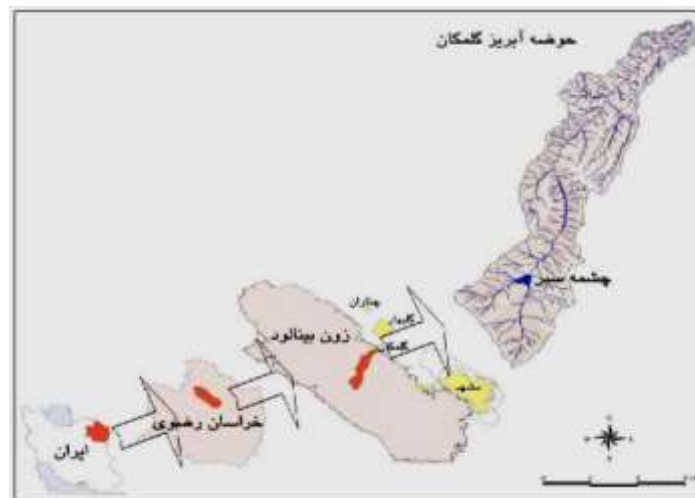 حوضه آبریز گلمکان
چشمه سبز
چناران
گلبهار
گلمکان
زون بینالود
مشهد
خراسان رضوی
ایران